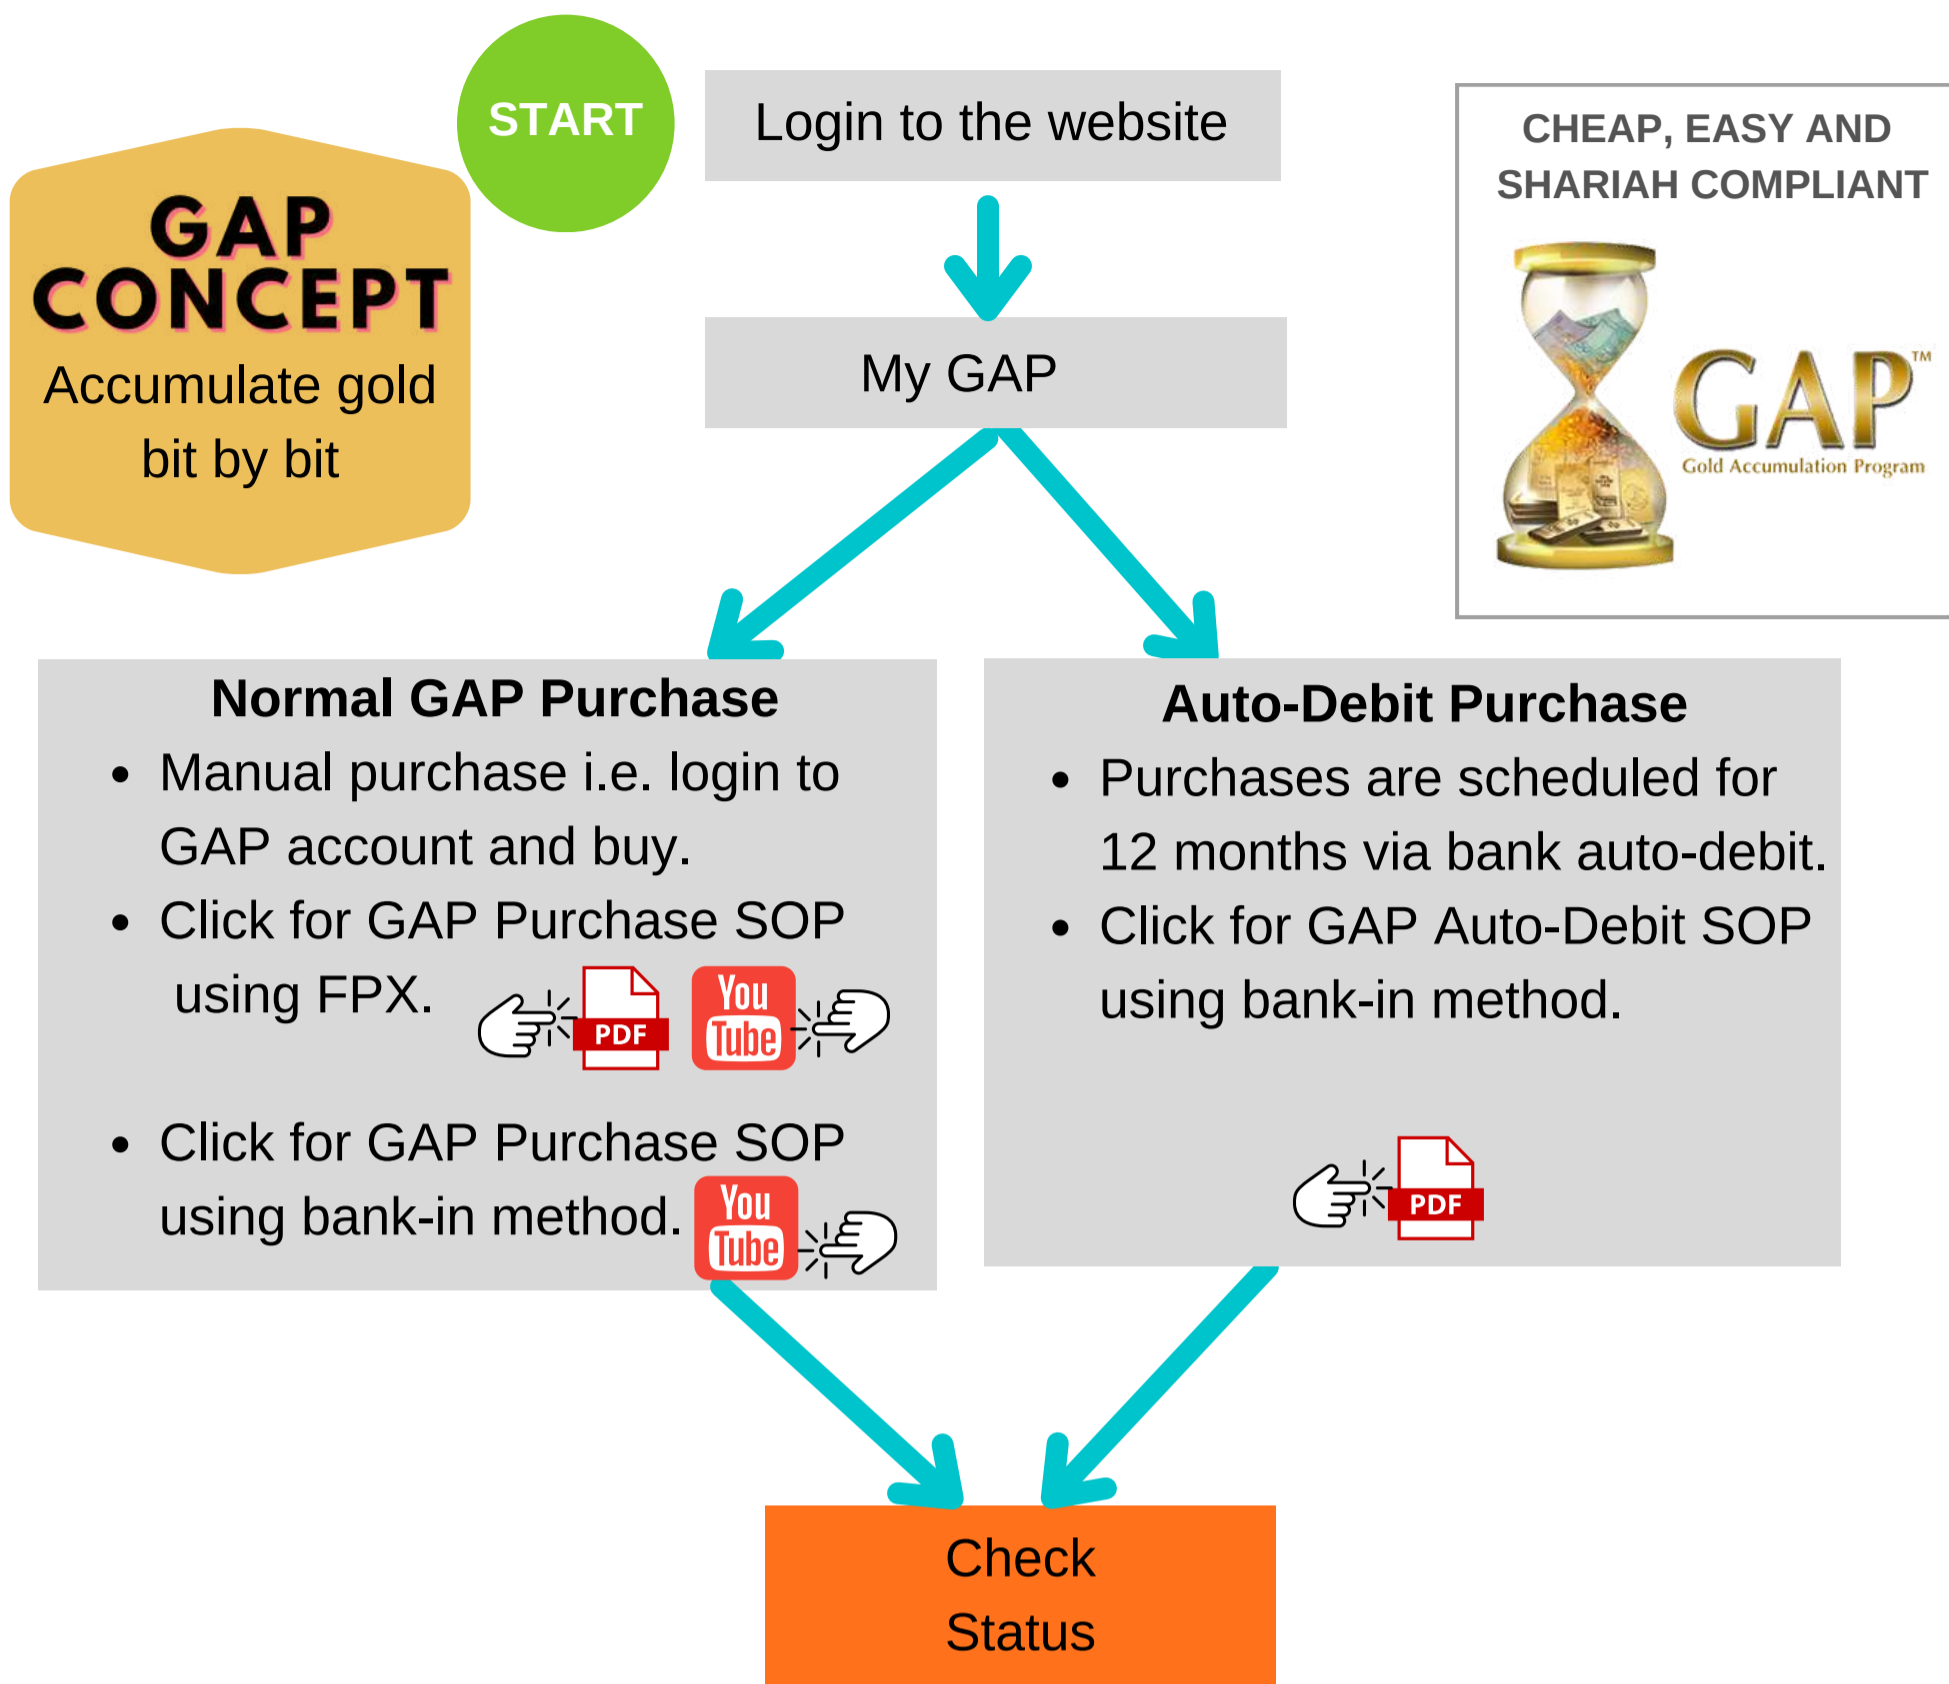 START
Login to the website
CHEAP, EASY AND
SHARIAH COMPLIANT
GAP
CONCEPT
Accumulate gold
bit by bit
My GAP
GAP™
Gold Accumulation Program
Normal GAP Purchase
• Manual purchase i.e. login to
GAP account and buy.
• Click for GAP Purchase SOP
using FPX.
PDF
You
Tube
• Click for GAP Purchase SOP
using bank-in method.
You
Tube
Auto-Debit Purchase
• Purchases are scheduled for
12 months via bank auto-debit.
• Click for GAP Auto-Debit SOP
using bank-in method.
PDF
Check
Status